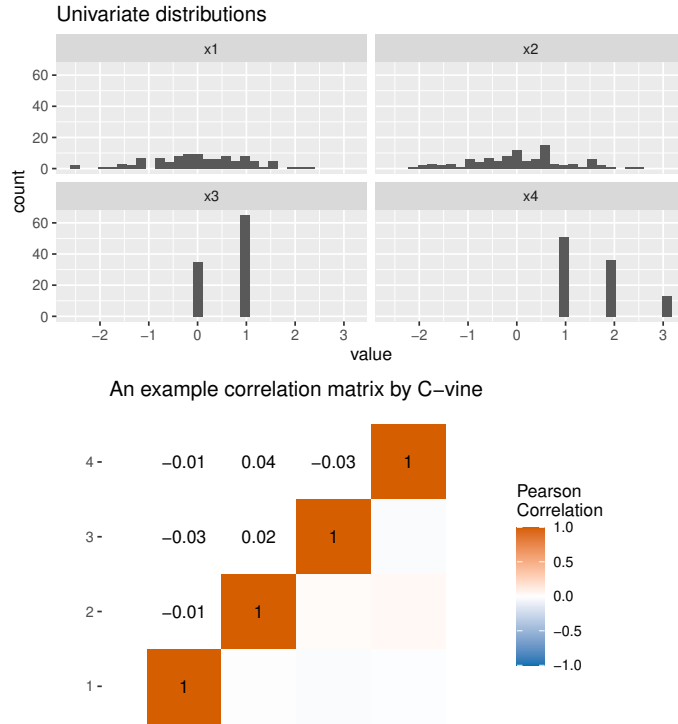 Univariate distributions
x1 x2
60
40
20
0
x3 x4
60
40
20
0
count
−2 −1 0 1 2 3 −2 −1 0 1 2 3
value
An example correlation matrix by C−vine
4 −0.01 0.04 −0.03 1
3 −0.03 0.02 1
2 −0.01 1
1 1
Pearson
Correlation
1.0
0.5
0.0
−0.5
−1.0